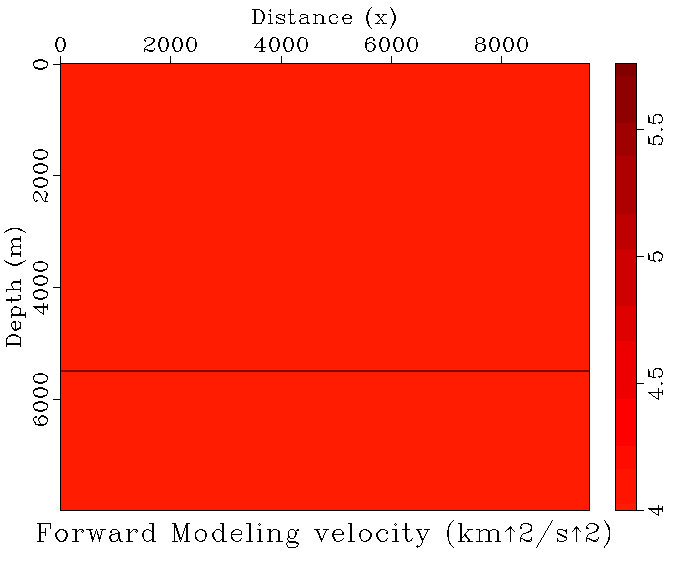 Distance (x)
0 2000 4000 6000 8000
0
2000
4000
6000
Depth (m)
5.5
5
4.5
4
Forward Modeling velocity (km↑2/s↑2)